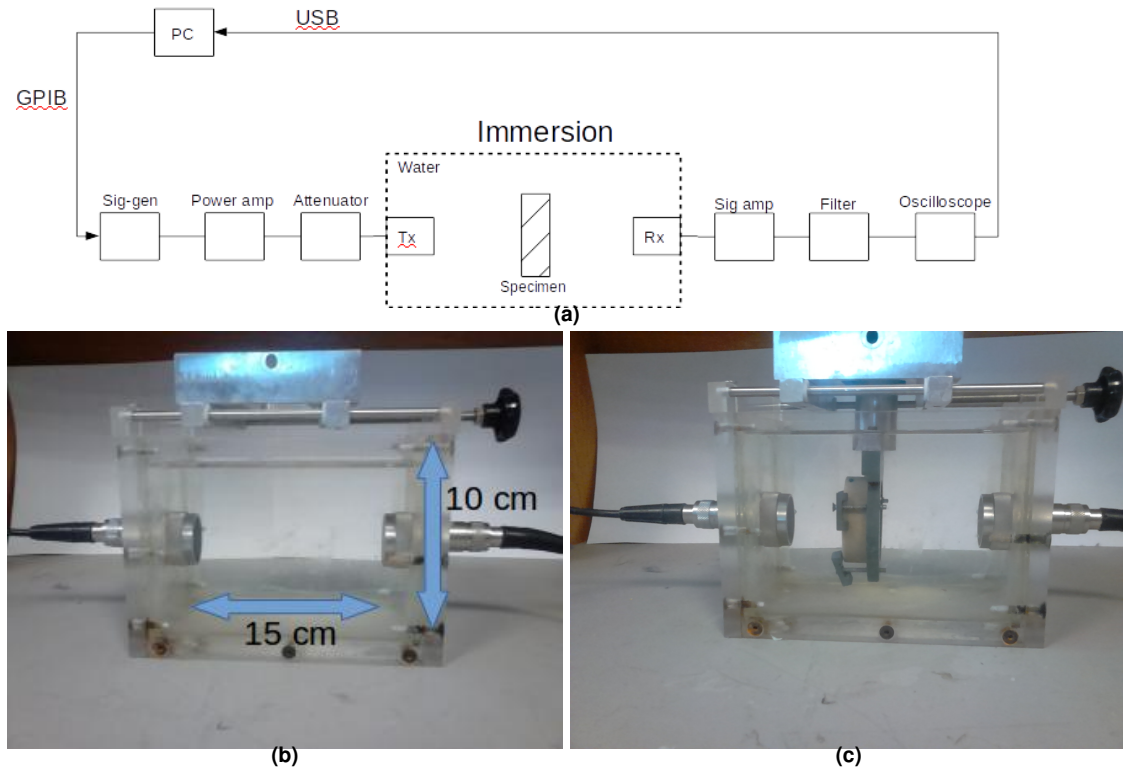 USB
PC
GPIB
Immersion
Water
Sig-gen
Power amp
Attenuator
Tx
Specimen
Rx
Sig amp
Filter
Oscilloscope
(a)
10 cm
15 cm
(b)
(c)